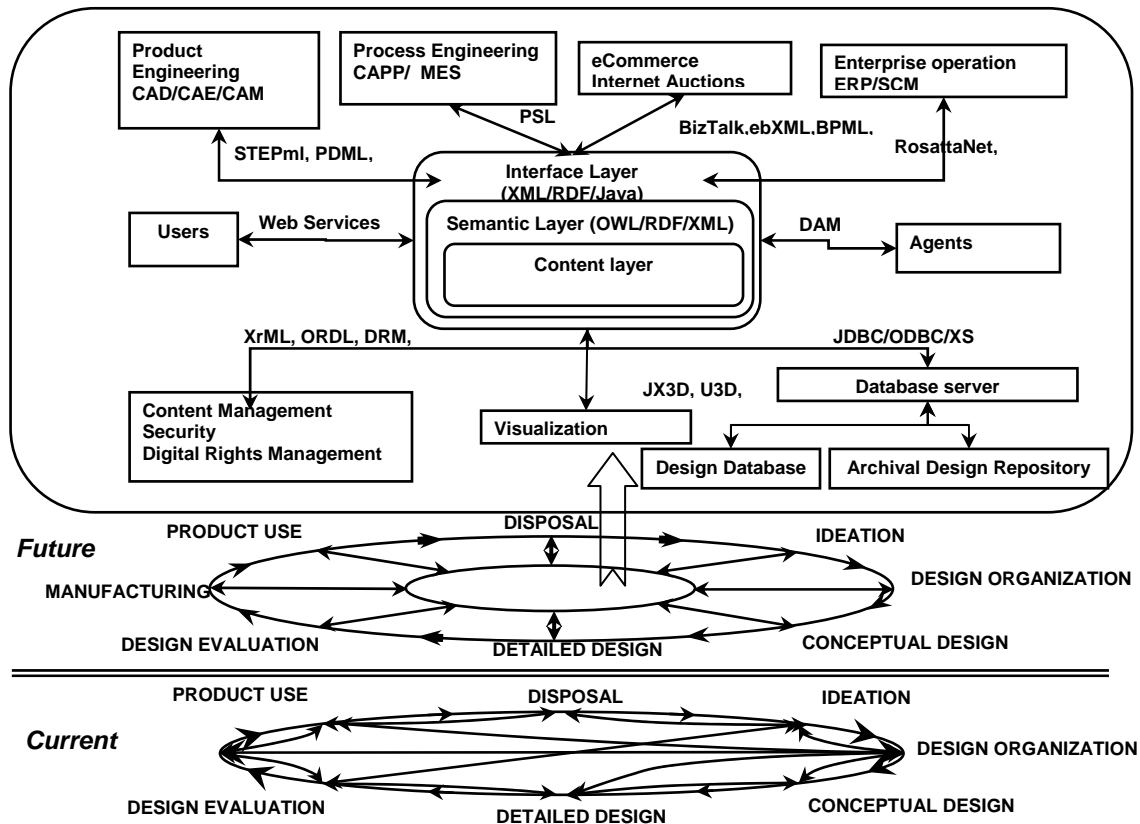 Product
Engineering
CAD/CAE/CAM
Process Engineering
CAPP/ MES
eCommerce
Internet Auctions
Enterprise operation
ERP/SCM
PSL
BizTalk,ebXML,BPML,
STEPml, PDML,
RosattaNet,
Interface Layer
(XML/RDF/Java)
Users
Web Services
Semantic Layer (OWL/RDF/XML)
DAM
Agents
Content layer
XrML, ORDL, DRM,
JDBC/ODBC/XS
Database server
JX3D, U3D,
Content Management
Security
Digital Rights Management
Visualization
Design Database
Archival Design Repository
Future
PRODUCT USE
DISPOSAL
IDEATION
MANUFACTURING
DESIGN ORGANIZATION
DESIGN EVALUATION
DETAILED DESIGN
CONCEPTUAL DESIGN
PRODUCT USE
DISPOSAL
IDEATION
Current
DESIGN ORGANIZATION
DESIGN EVALUATION
DETAILED DESIGN
CONCEPTUAL DESIGN